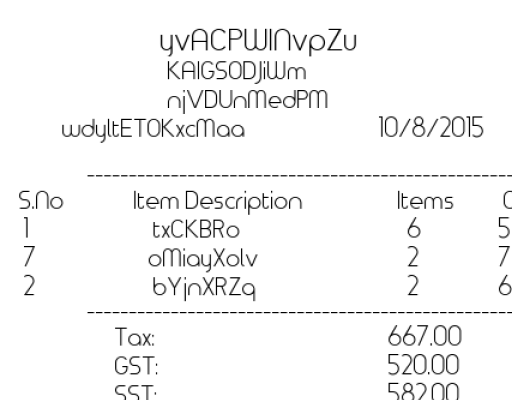 yvACPWINvpZu
KAIGSODJiWm
njVDUnMedPM
wdyltETOKxcMaa 10/8/2015
S.No Item Description Items
1 txCKBRo 6 5
7 oMiayXolv 2 7
2 bYjnXRZq 2 6
Tax: 667.00
GST: 520.00
SST: 582.00